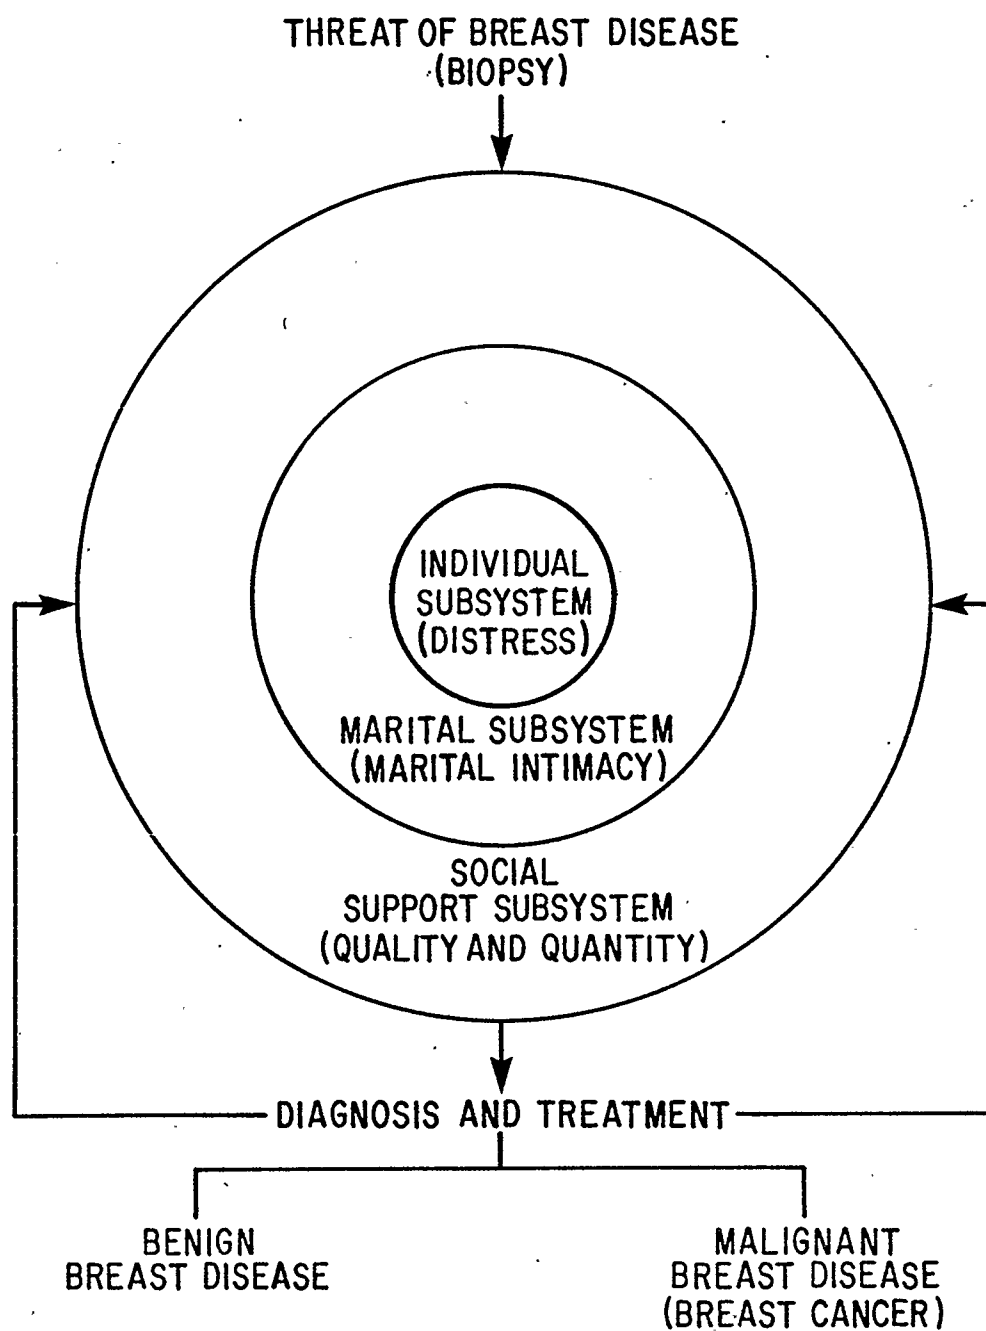 THREAT OF BREAST DISEASE
(BIOPSY)
INDIVIDUAL
SUBSYSTEM
(DISTRESS)
MARITAL SUBSYSTEM
(MARITAL INTIMACY)
SOCIAL
SUPPORT SUBSYSTEM
(QUALITY AND QUANTITY)
DIAGNOSIS AND TREATMENT
BENIGN
BREAST DISEASE
MALIGNANT
BREAST DISEASE
(BREAST CANCER)